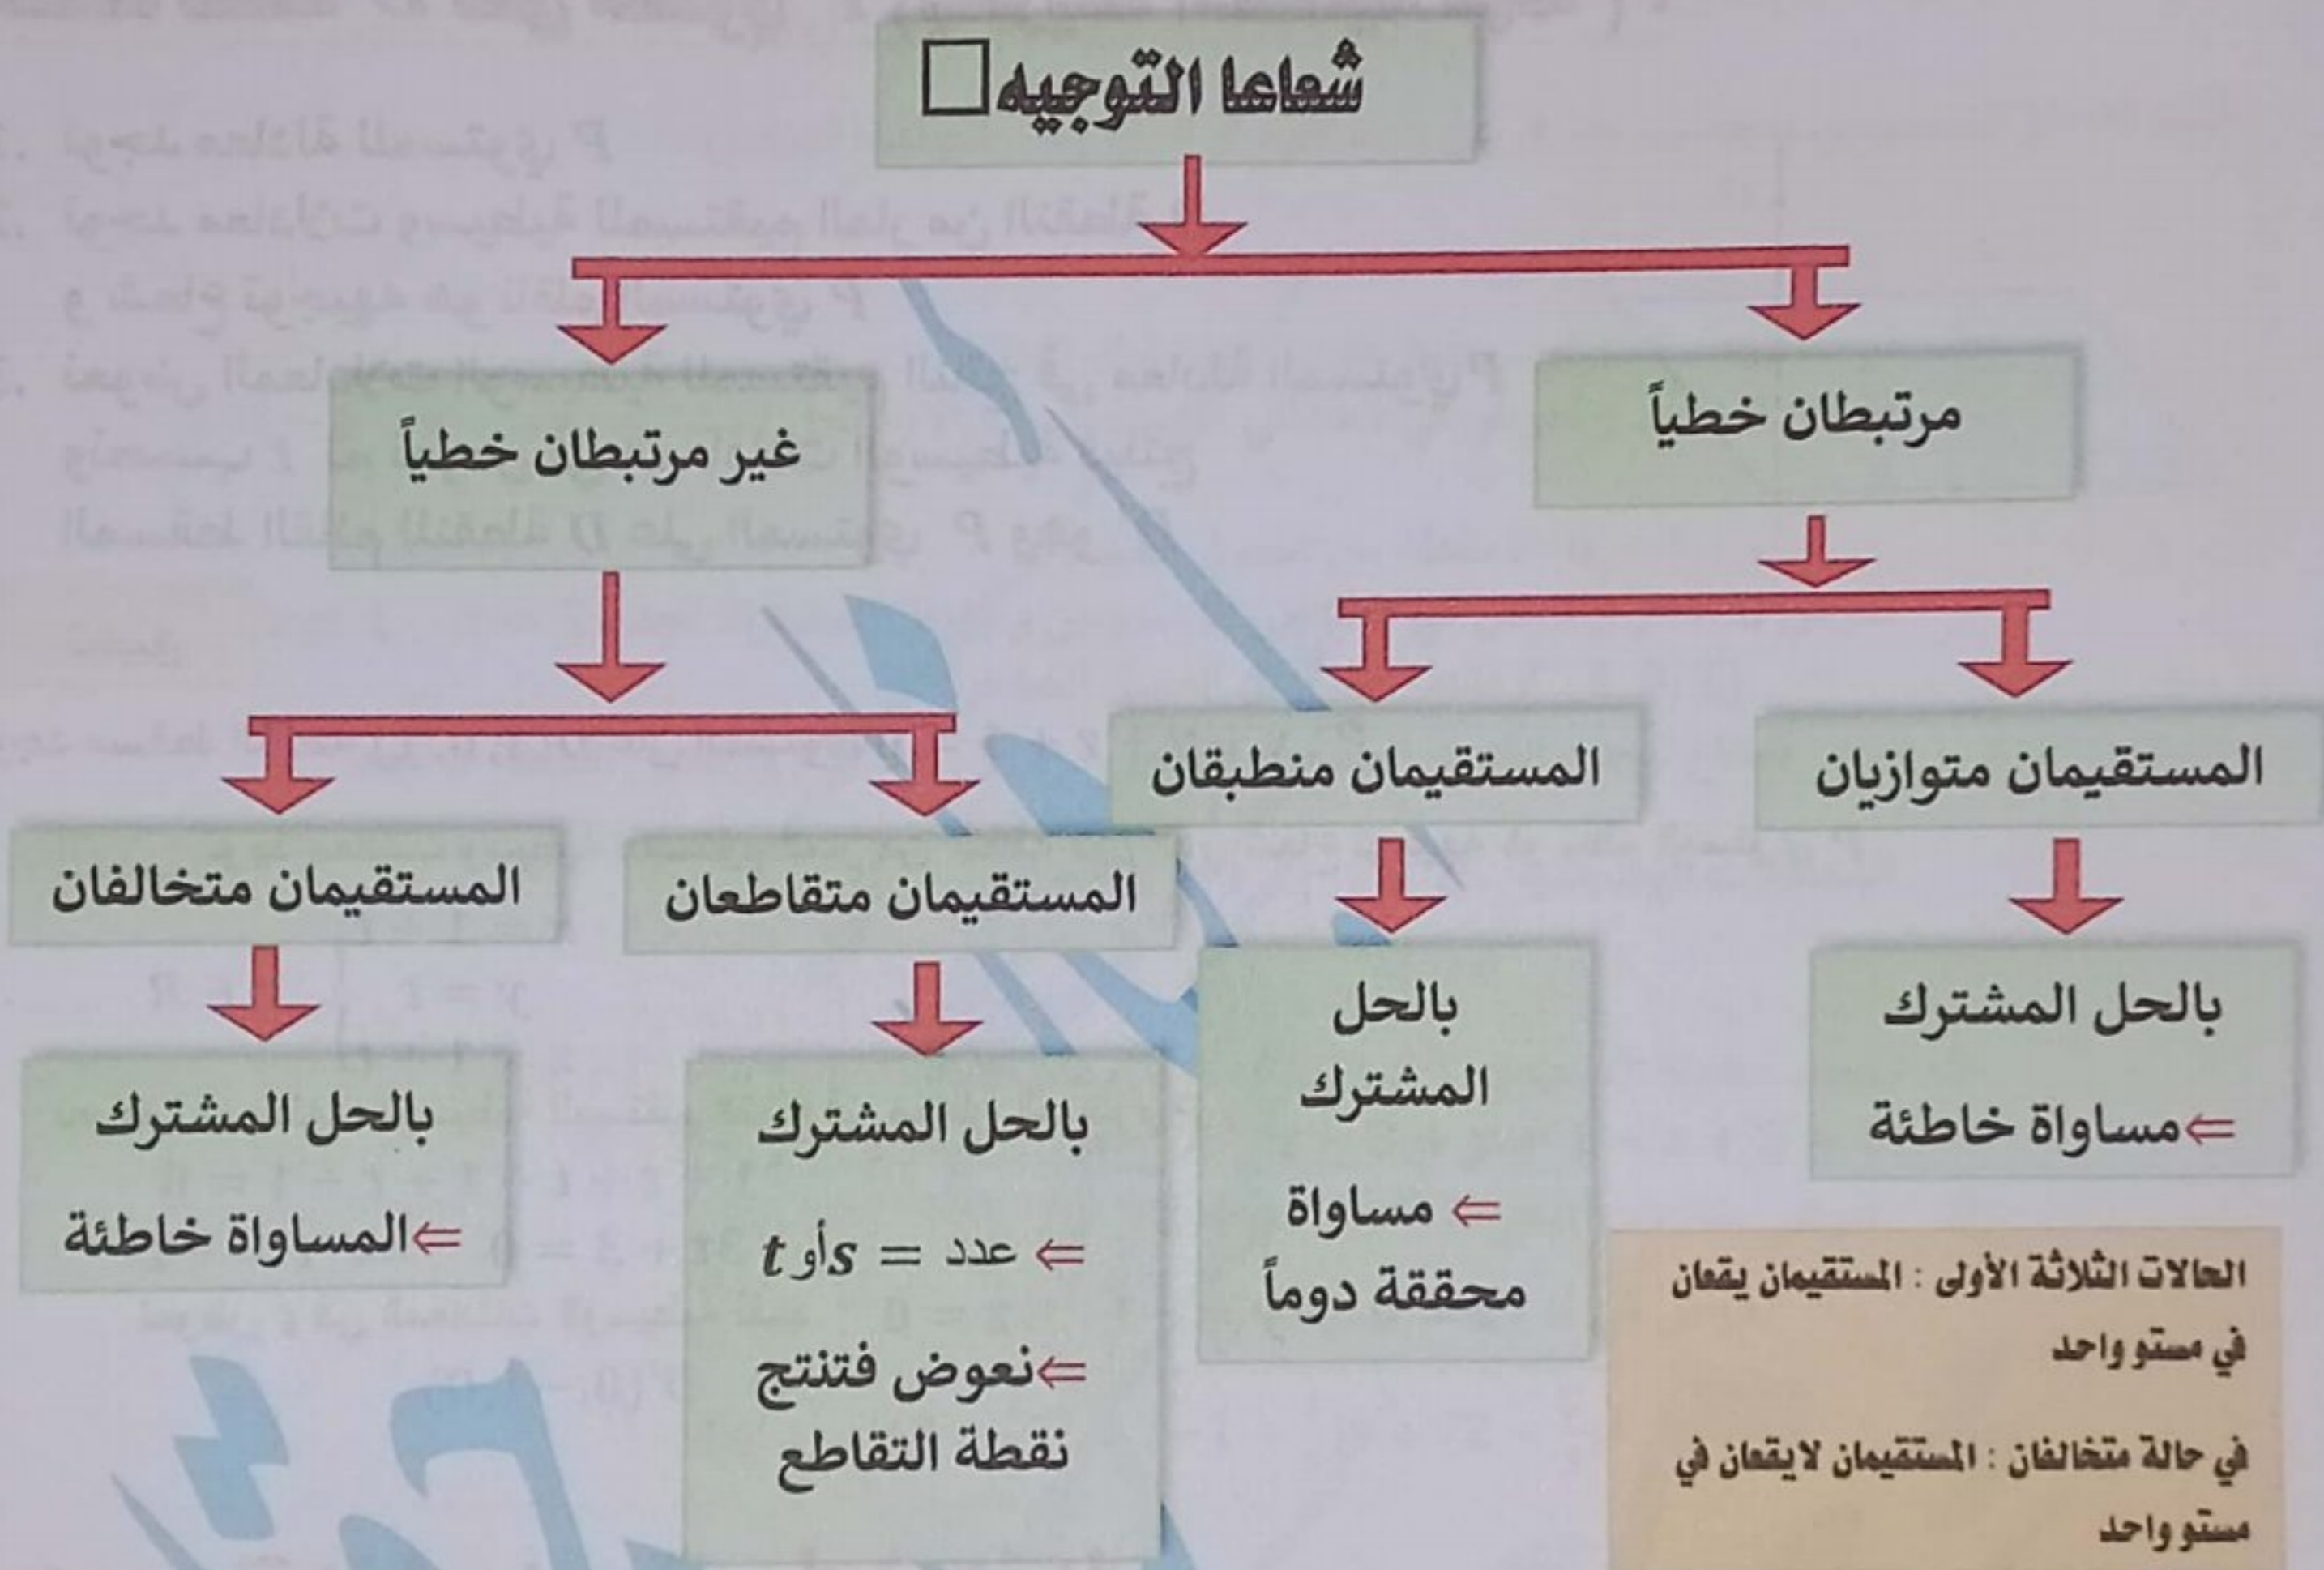 شعاعا التوجيه
مرتبطان خطياً
غير مرتبطان خطياً
المستقيمان متوازيان
المستقيمان منطبقان
المستقيمان متقاطعان
المستقيمان متخالفان
بالحل المشترك
⇐مساواة خاطئة
بالحل
المشترك
⇐ مساواة
محققة دوماً
بالحل المشترك
⇐ عدد = s أو t
⇐نعوض فتنتج
نقطة التقاطع
بالحل المشترك
⇐المساواة خاطئة
الحالات الثلاثة الأولى : المستقيمان يقعان
في مستو واحد
في حالة متخالفان : المستقيمان لايقعان في
مستو واحد